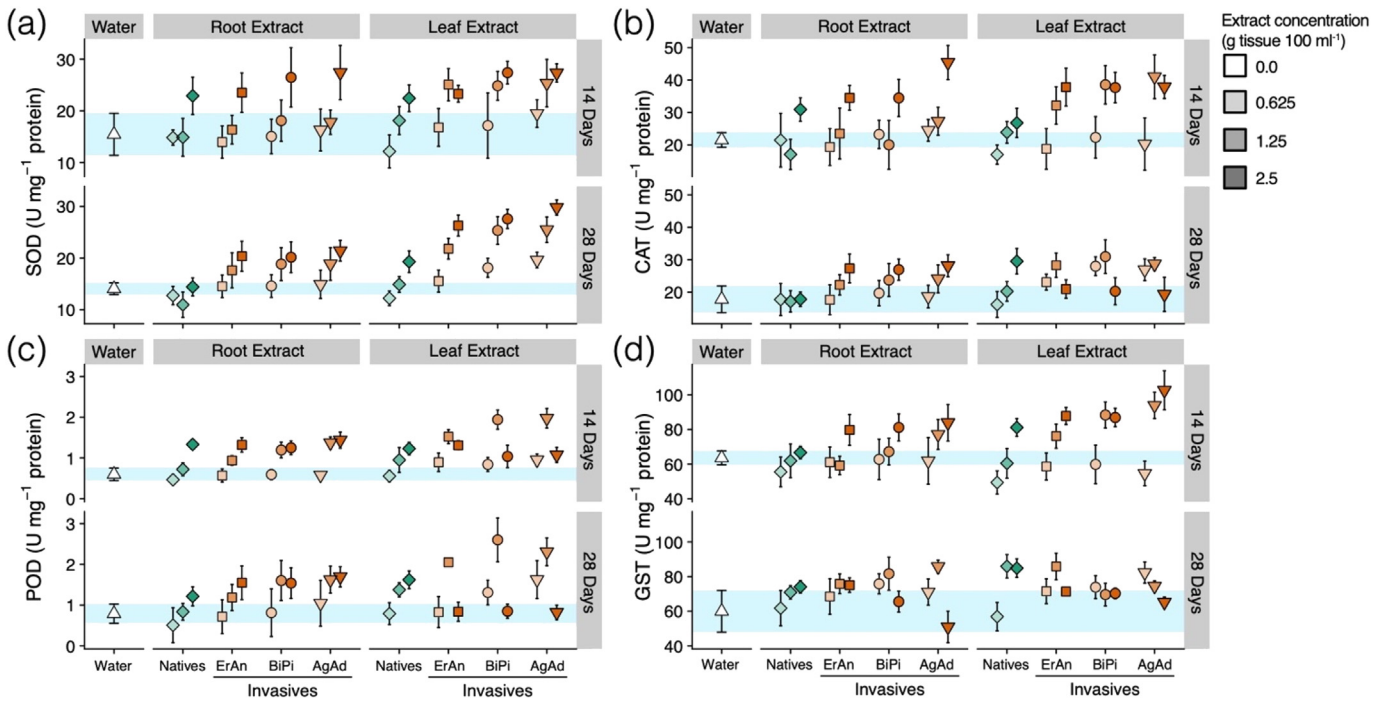 (a)
Water Root Extract Leaf Extract
SOD (U mg−1 protein)
30
20
10
14 Days
30
20
10
28 Days
(b)
Water Root Extract Leaf Extract
CAT (U mg−1 protein)
50
40
30
20
14 Days
50
40
30
20
28 Days
Extract concentration
(g tissue 100 ml-1)
0.0
0.625
1.25
2.5
(c)
Water Root Extract Leaf Extract
POD (U mg−1 protein)
3
2
1
0
14 Days
3
2
1
0
28 Days
Water Natives ErAn BiPi AgAd Natives ErAn BiPi AgAd
Invasives Invasives
(d)
Water Root Extract Leaf Extract
GST (U mg−1 protein)
100
80
60
40
14 Days
100
80
60
40
28 Days
Water Natives ErAn BiPi AgAd Natives ErAn BiPi AgAd
Invasives Invasives